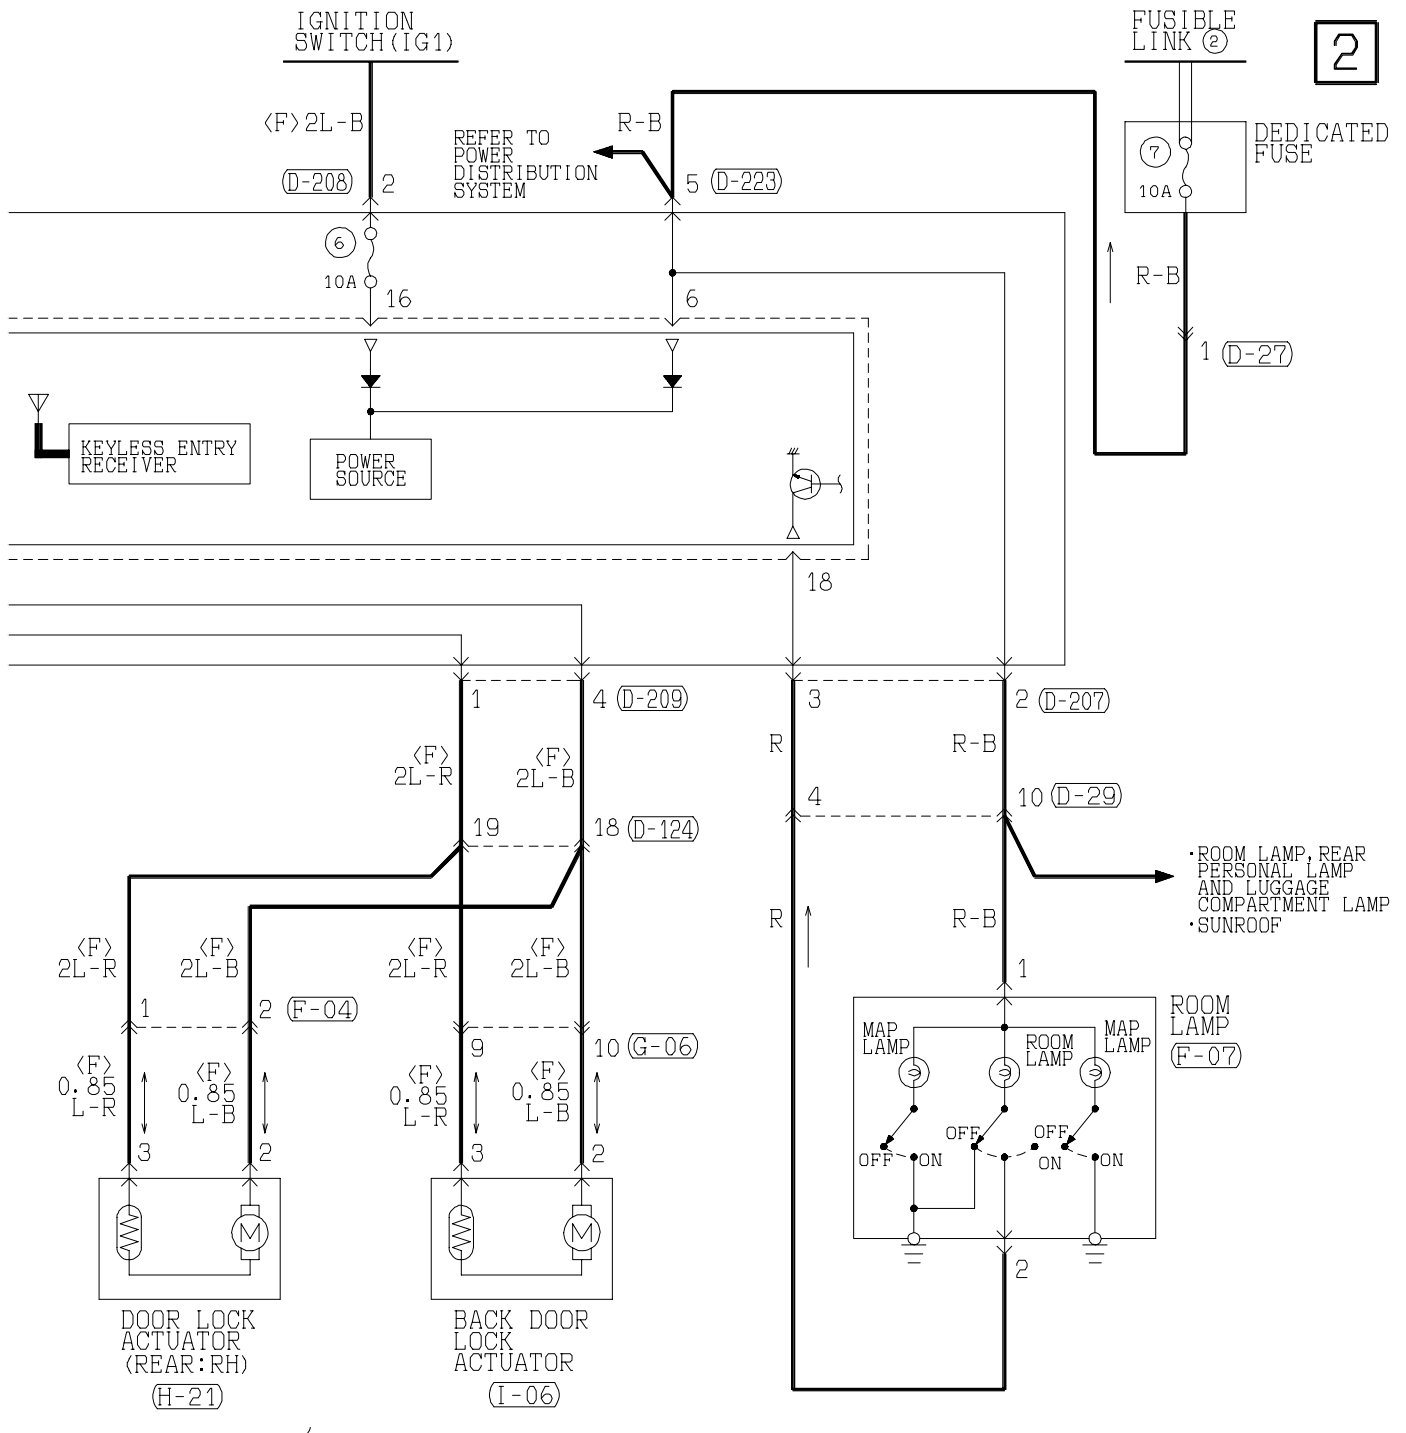 IGNITION
SWITCH(IG1)
FUSIBLE
LINK ②
2
<F>2L-B
R-B
REFER TO
POWER
DISTRIBUTION
SYSTEM
DEDICATED
FUSE
7
10A
D-208
2
5
D-223
6
10A
16
6
R-B
1
D-27
KEYLESS ENTRY
RECEIVER
POWER
SOURCE
18
1
4
D-209
3
2
D-207
<F>
2L-R
<F>
2L-B
R
R-B
4
10
D-29
19
18
D-124
·ROOM LAMP,REAR
PERSONAL LAMP
AND LUGGAGE
COMPARTMENT LAMP
·SUNROOF
R
R-B
<F>
2L-R
<F>
2L-B
<F>
2L-R
<F>
2L-B
1
1
2
F-04
9
10
G-06
ROOM
LAMP
F-07
MAP
LAMP
ROOM
LAMP
MAP
LAMP
<F>
0.85
L-R
<F>
0.85
L-B
<F>
0.85
L-R
<F>
0.85
L-B
3
2
3
2
OFF
ON
OFF
ON
OFF
ON
2
DOOR LOCK
ACTUATOR
(REAR:RH)
H-21
BACK DOOR
LOCK
ACTUATOR
I-06
M
M